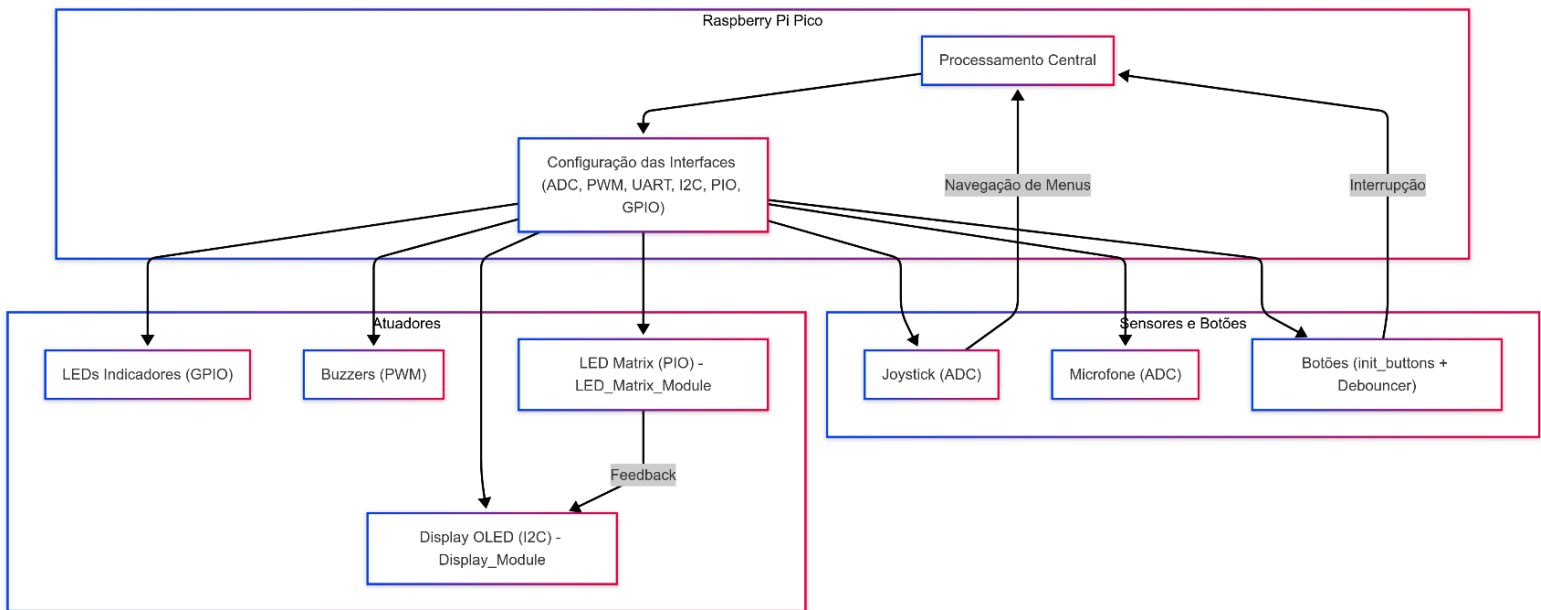 Raspberry Pi Pico
Processamento Central
Configuração das Interfaces
(ADC, PWM, UART, I2C, PIO,
GPIO)
Navegação de Menus
Interrupção
Atuadores
Sensores e Botões
LEDs Indicadores (GPIO)
Buzzers (PWM)
LED Matrix (PIO) -
LED_Matrix_Module
Joystick (ADC)
Microfone (ADC)
Botões (init_buttons +
Debouncer)
Feedback
Display OLED (I2C) -
Display_Module